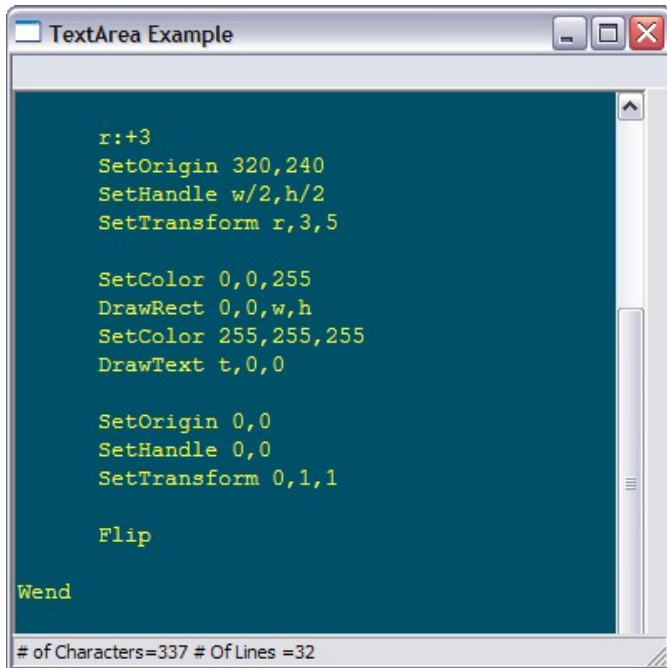 TextArea Example
r:+3
SetOrigin 320,240
SetHandle w/2,h/2
SetTransform r,3,5
SetColor 0,0,255
DrawRect 0,0,w,h
SetColor 255,255,255
DrawText t,0,0
SetOrigin 0,0
SetHandle 0,0
SetTransform 0,1,1
Flip
Wend
# of Characters=337 # Of Lines =32